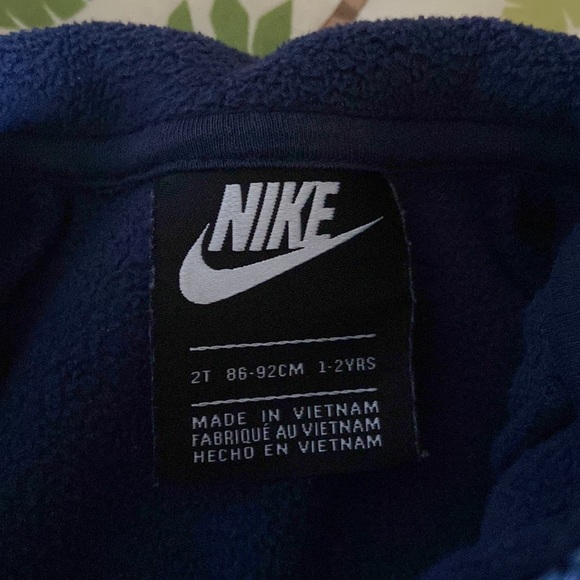 NIKE
2T 86-92CM 1-2YRS
MADE IN VIETNAM
FABRIQUÉ AU VIETNAM
HECHO EN VIETNAM